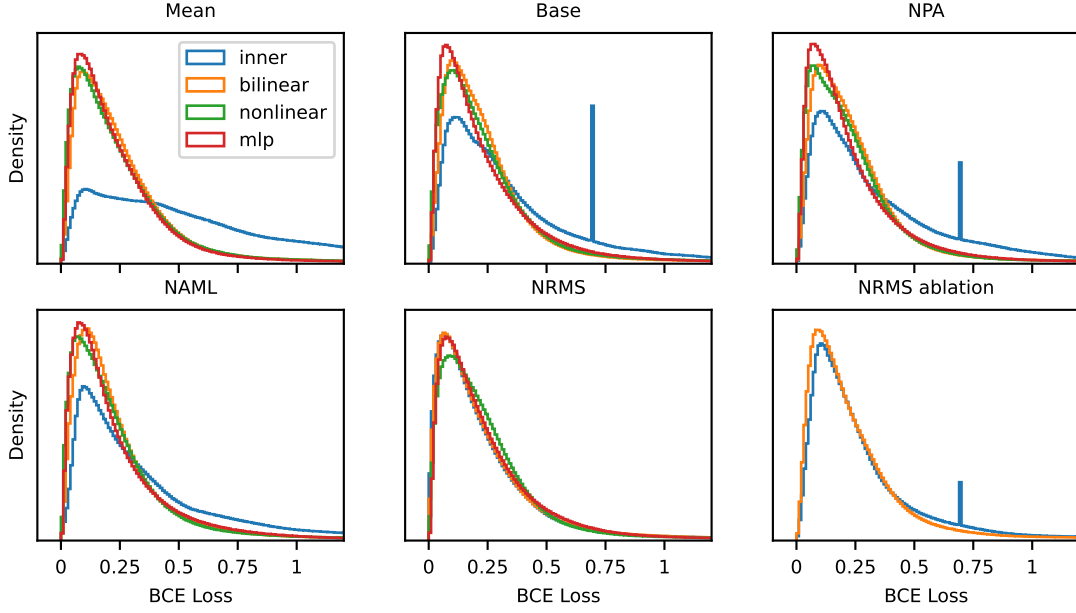 Mean
Base
NPA
Density
inner
bilinear
nonlinear
mlp
NAML
NRMS
NRMS ablation
Density
0 0.25 0.5 0.75 1
0 0.25 0.5 0.75 1
0 0.25 0.5 0.75 1
BCE Loss
BCE Loss
BCE Loss